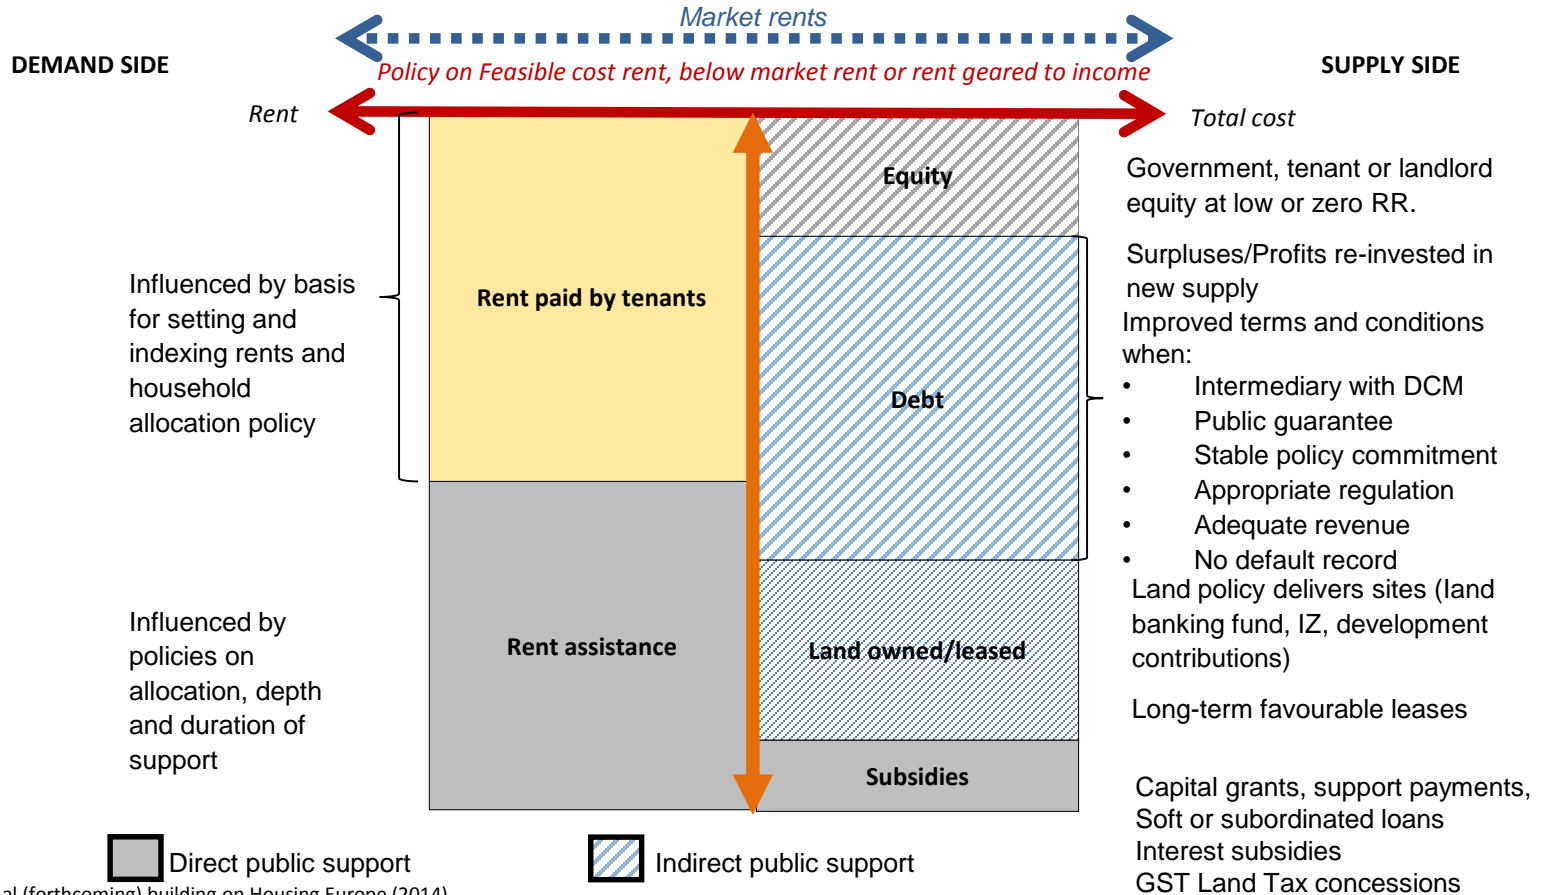 Market rents
DEMAND SIDE
Policy on Feasible cost rent, below market rent or rent geared to income
SUPPLY SIDE
Rent
Total cost
Equity
Government, tenant or landlord
equity at low or zero RR.
Influenced by basis
for setting and
indexing rents and
household
allocation policy
Rent paid by tenants
Debt
Surpluses/Profits re-invested in
new supply
Improved terms and conditions
when:
• Intermediary with DCM
• Public guarantee
• Stable policy commitment
• Appropriate regulation
• Adequate revenue
• No default record
Influenced by
policies on
allocation, depth
and duration of
support
Rent assistance
Land owned/leased
Land policy delivers sites (land
banking fund, IZ, development
contributions)
Long-term favourable leases
Subsidies
Capital grants, support payments,
Soft or subordinated loans
Interest subsidies
GST Land Tax concessions
Direct public support
Indirect public support
al (forthcoming) building on Housing Europe (2014)